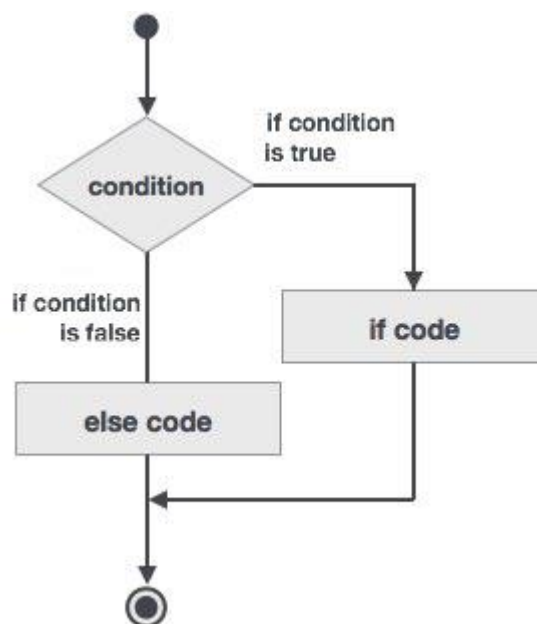 if condition
is true
condition
if condition
is false
if code
else code